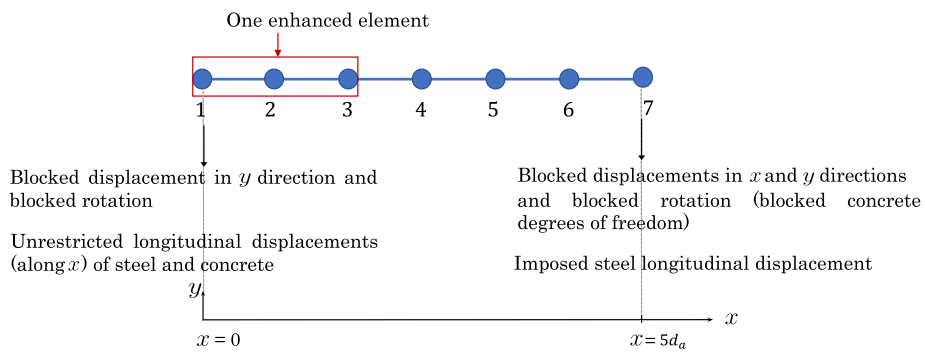 One enhanced element
1 2 3 4 5 6 7
Blocked displacement in y direction and
blocked rotation
Unrestricted longitudinal displacements
(along x) of steel and concrete
Blocked displacements in x and y directions
and blocked rotation (blocked concrete
degrees of freedom)
Imposed steel longitudinal displacement
y
x
x = 0
x = 5dₐ